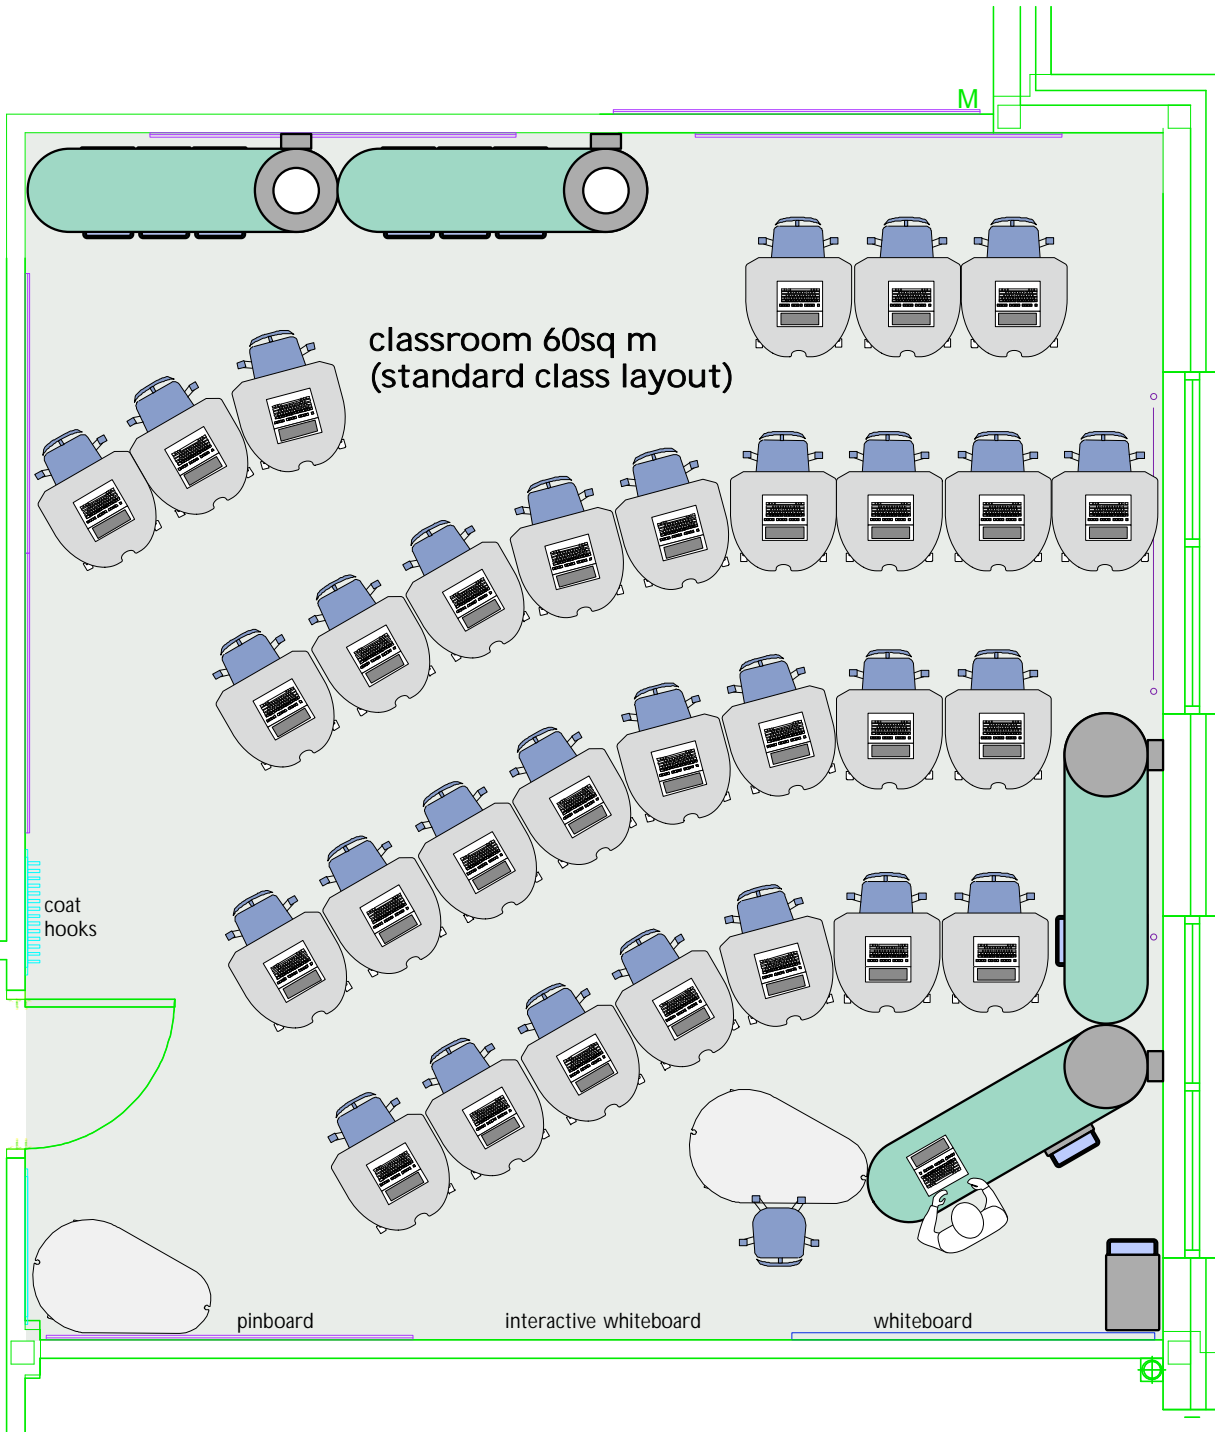 M
classroom 60sq m
(standard class layout)
coat
hooks
pinboard
interactive whiteboard
whiteboard